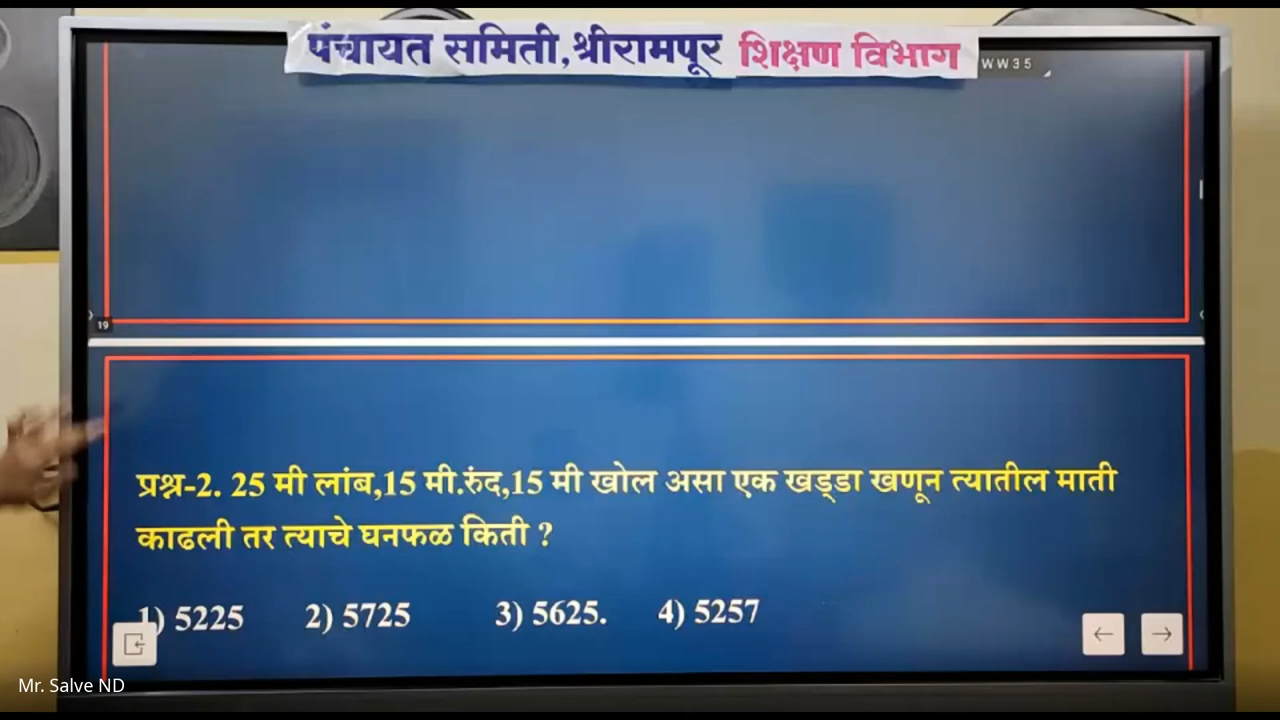 पंचायत समिती,श्रीरामपूर शिक्षण विभाग
WW35
19
प्रश्न-2. 25 मी लांब,15 मी.रुंद,15 मी खोल असा एक खड्डा खणून त्यातील माती
काढली तर त्याचे घनफळ किती ?
1) 5225 2) 5725 3) 5625. 4) 5257
Mr. Salve ND